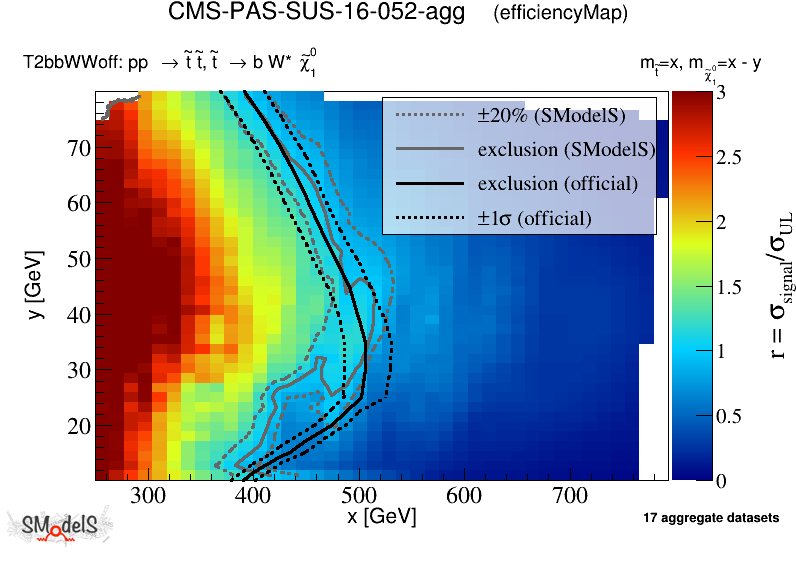 CMS-PAS-SUS-16-052-agg (efficiencyMap)
T2bbWWoff: pp → t̃ t̃, t̃ → b W* χ̃₁⁰
m_t̃=x, m_χ̃₁⁰=x - y
±20% (SModelS)
exclusion (SModelS)
exclusion (official)
±1σ (official)
70
60
50
40
30
20
y [GeV]
300 400 500 600 700
x [GeV]
3
2.5
2
1.5
1
0.5
0
r = σ_signal/σ_UL
SModelS
17 aggregate datasets